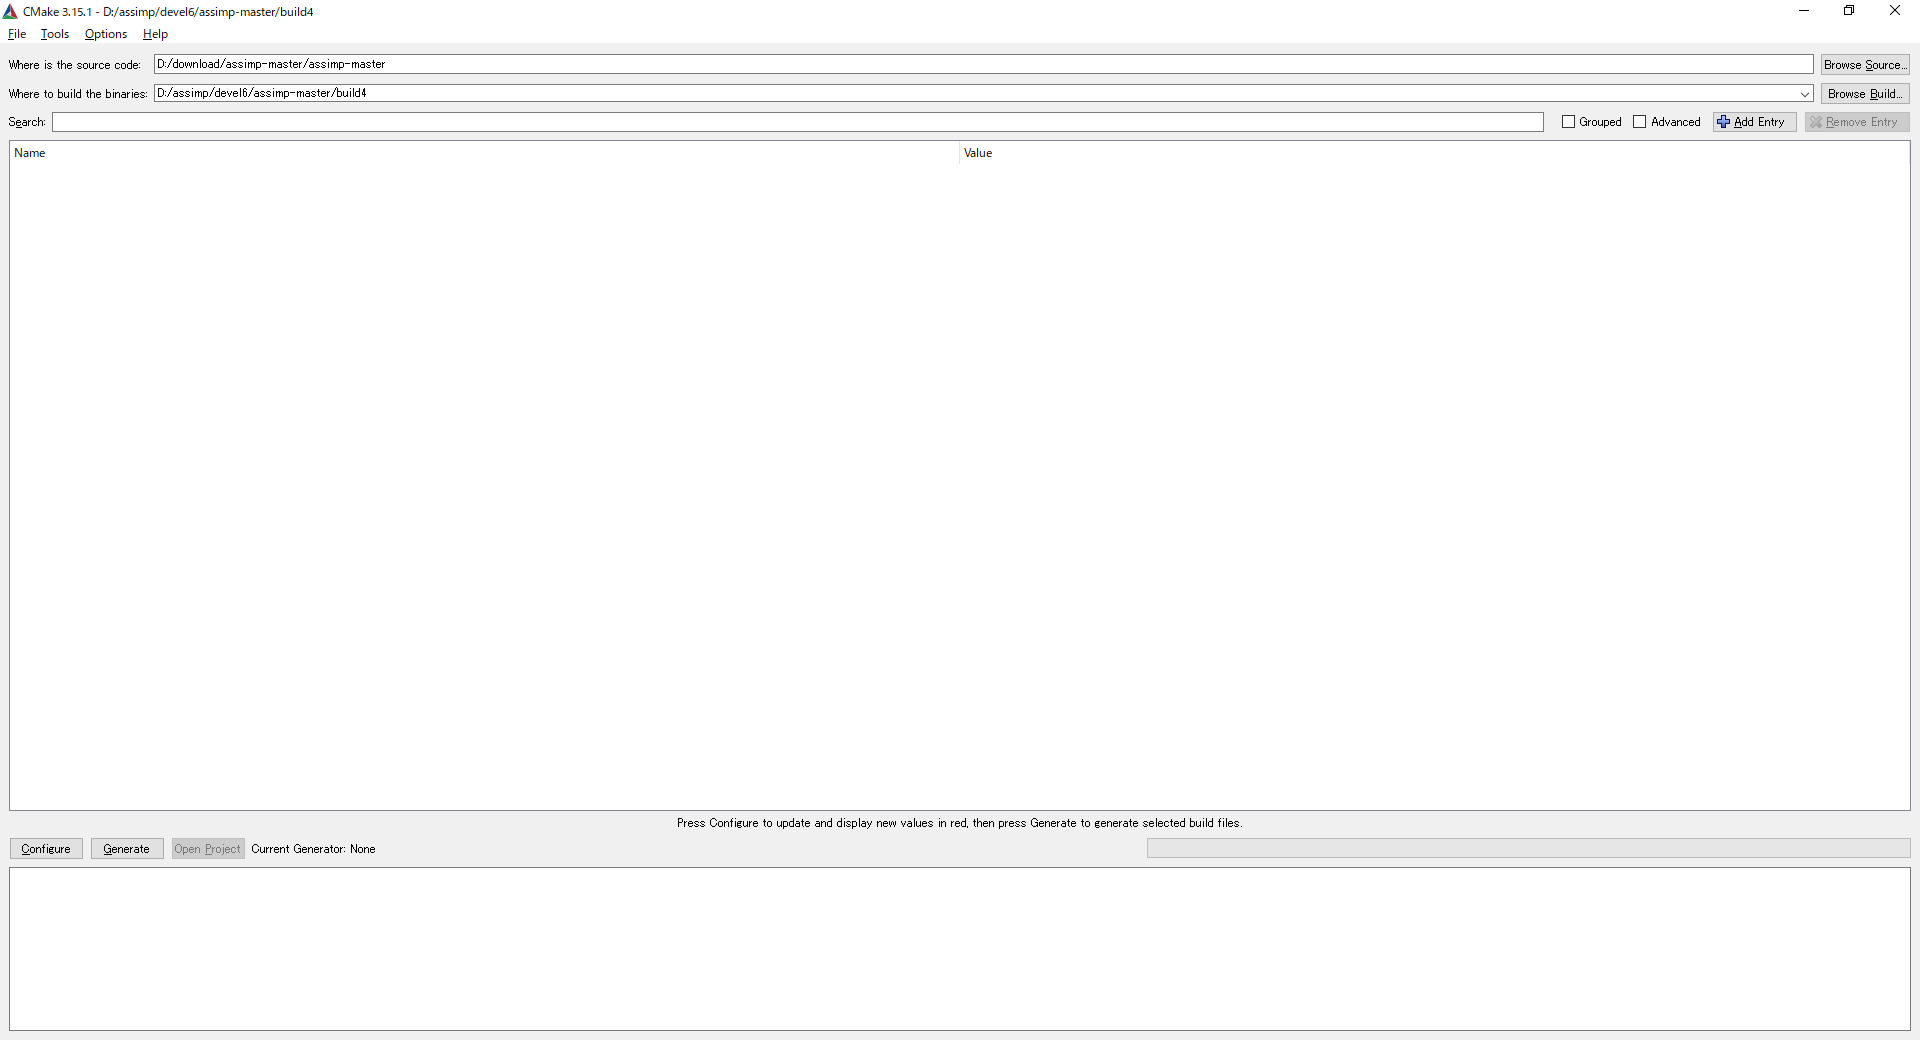 CMake 3.15.1 - D:/assimp/devel6/assimp-master/build4
File Tools Options Help
Where is the source code: D:/download/assimp-master/assimp-master Browse Source...
Where to build the binaries: D:/assimp/devel6/assimp-master/build4 Browse Build...
Search: Grouped Advanced Add Entry Remove Entry
Name Value
Press Configure to update and display new values in red, then press Generate to generate selected build files.
Configure Generate Open Project Current Generator: None